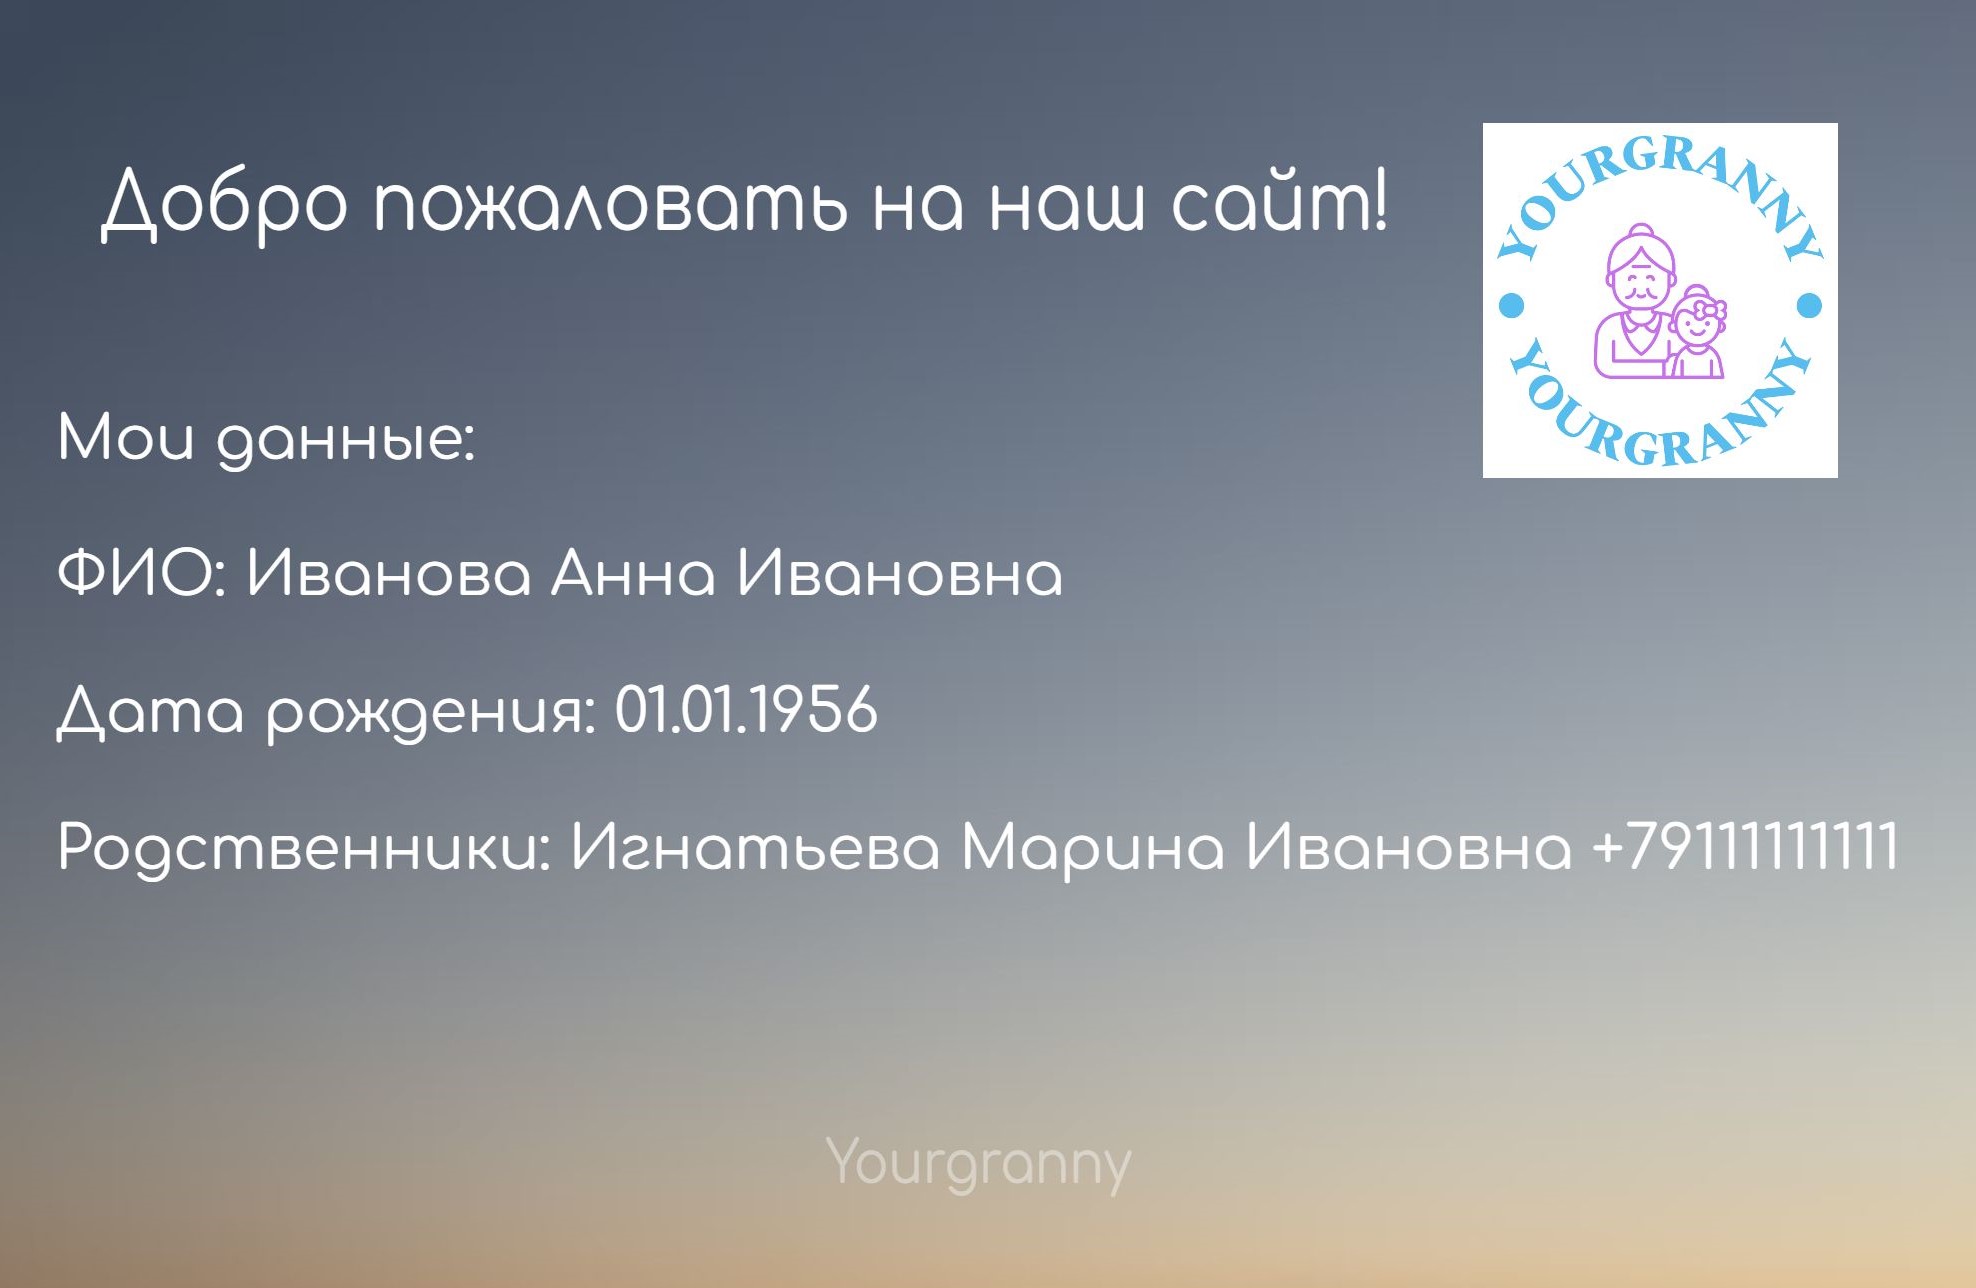 Добро пожаловать на наш сайт!
YOURGRANNY
YOURGRANNY
Мои данные:
ФИО: Иванова Анна Ивановна
Дата рождения: 01.01.1956
Родственники: Игнатьева Марина Ивановна +79111111111
Yourgranny